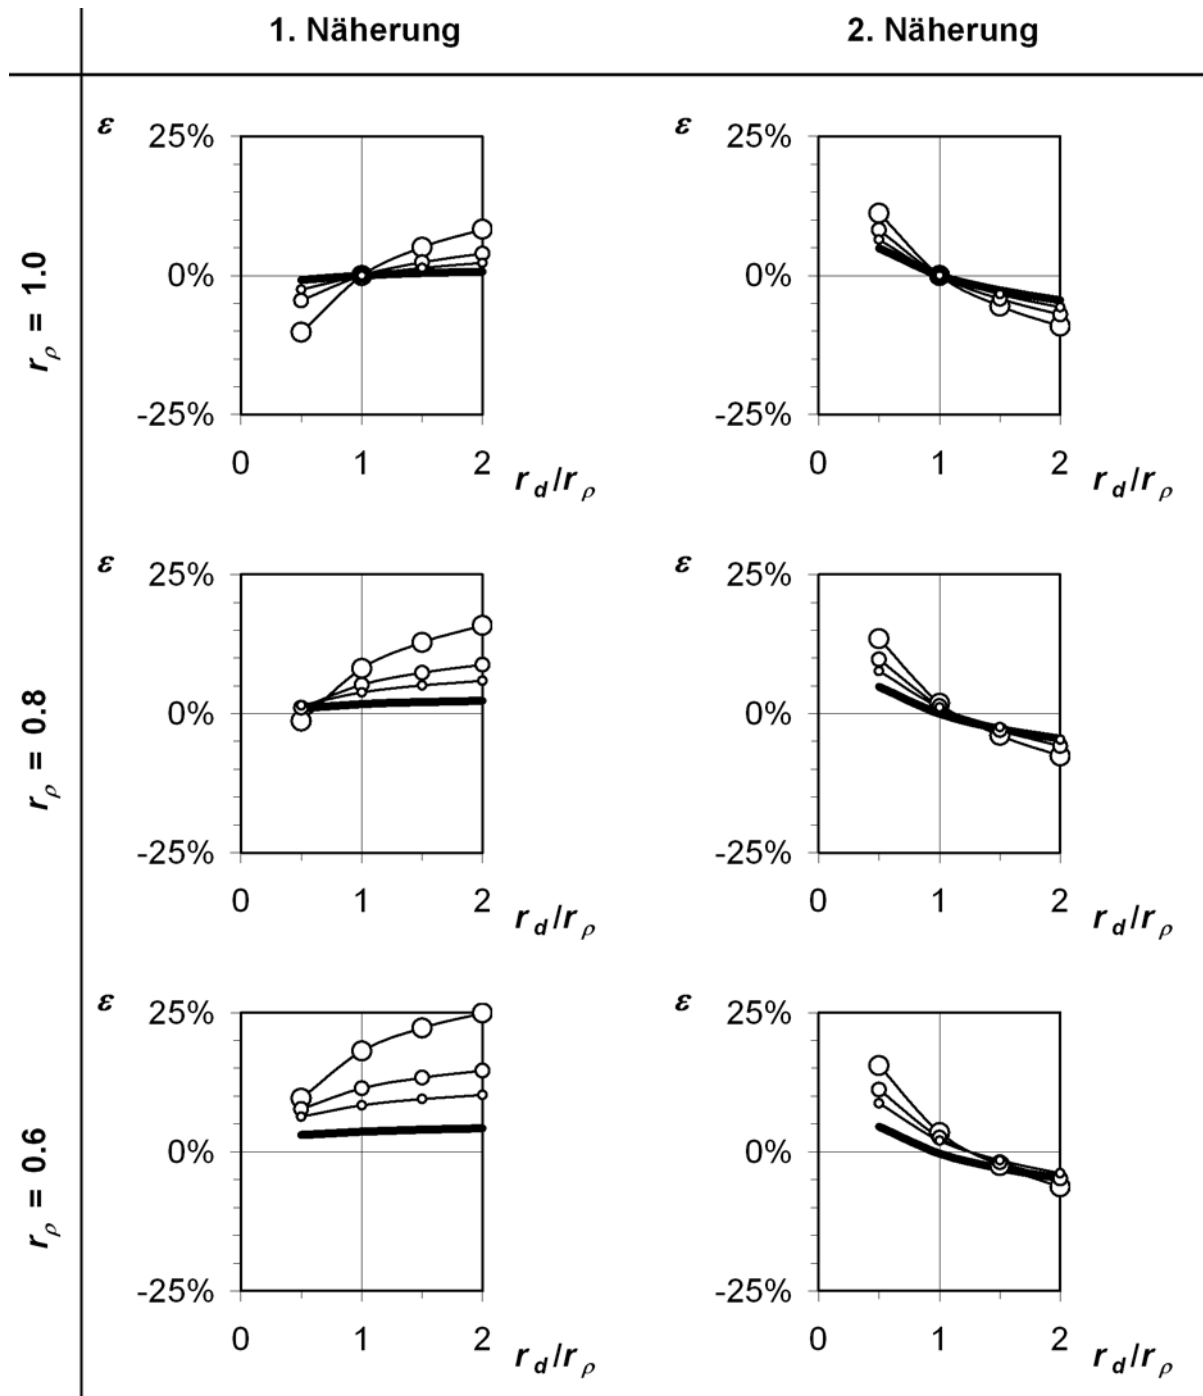 1. Näherung 2. Näherung
r_ρ = 1.0
ε 25% 0% -25%
0 1 2 r_d/r_ρ
ε 25% 0% -25%
0 1 2 r_d/r_ρ
r_ρ = 0.8
ε 25% 0% -25%
0 1 2 r_d/r_ρ
ε 25% 0% -25%
0 1 2 r_d/r_ρ
r_ρ = 0.6
ε 25% 0% -25%
0 1 2 r_d/r_ρ
ε 25% 0% -25%
0 1 2 r_d/r_ρ